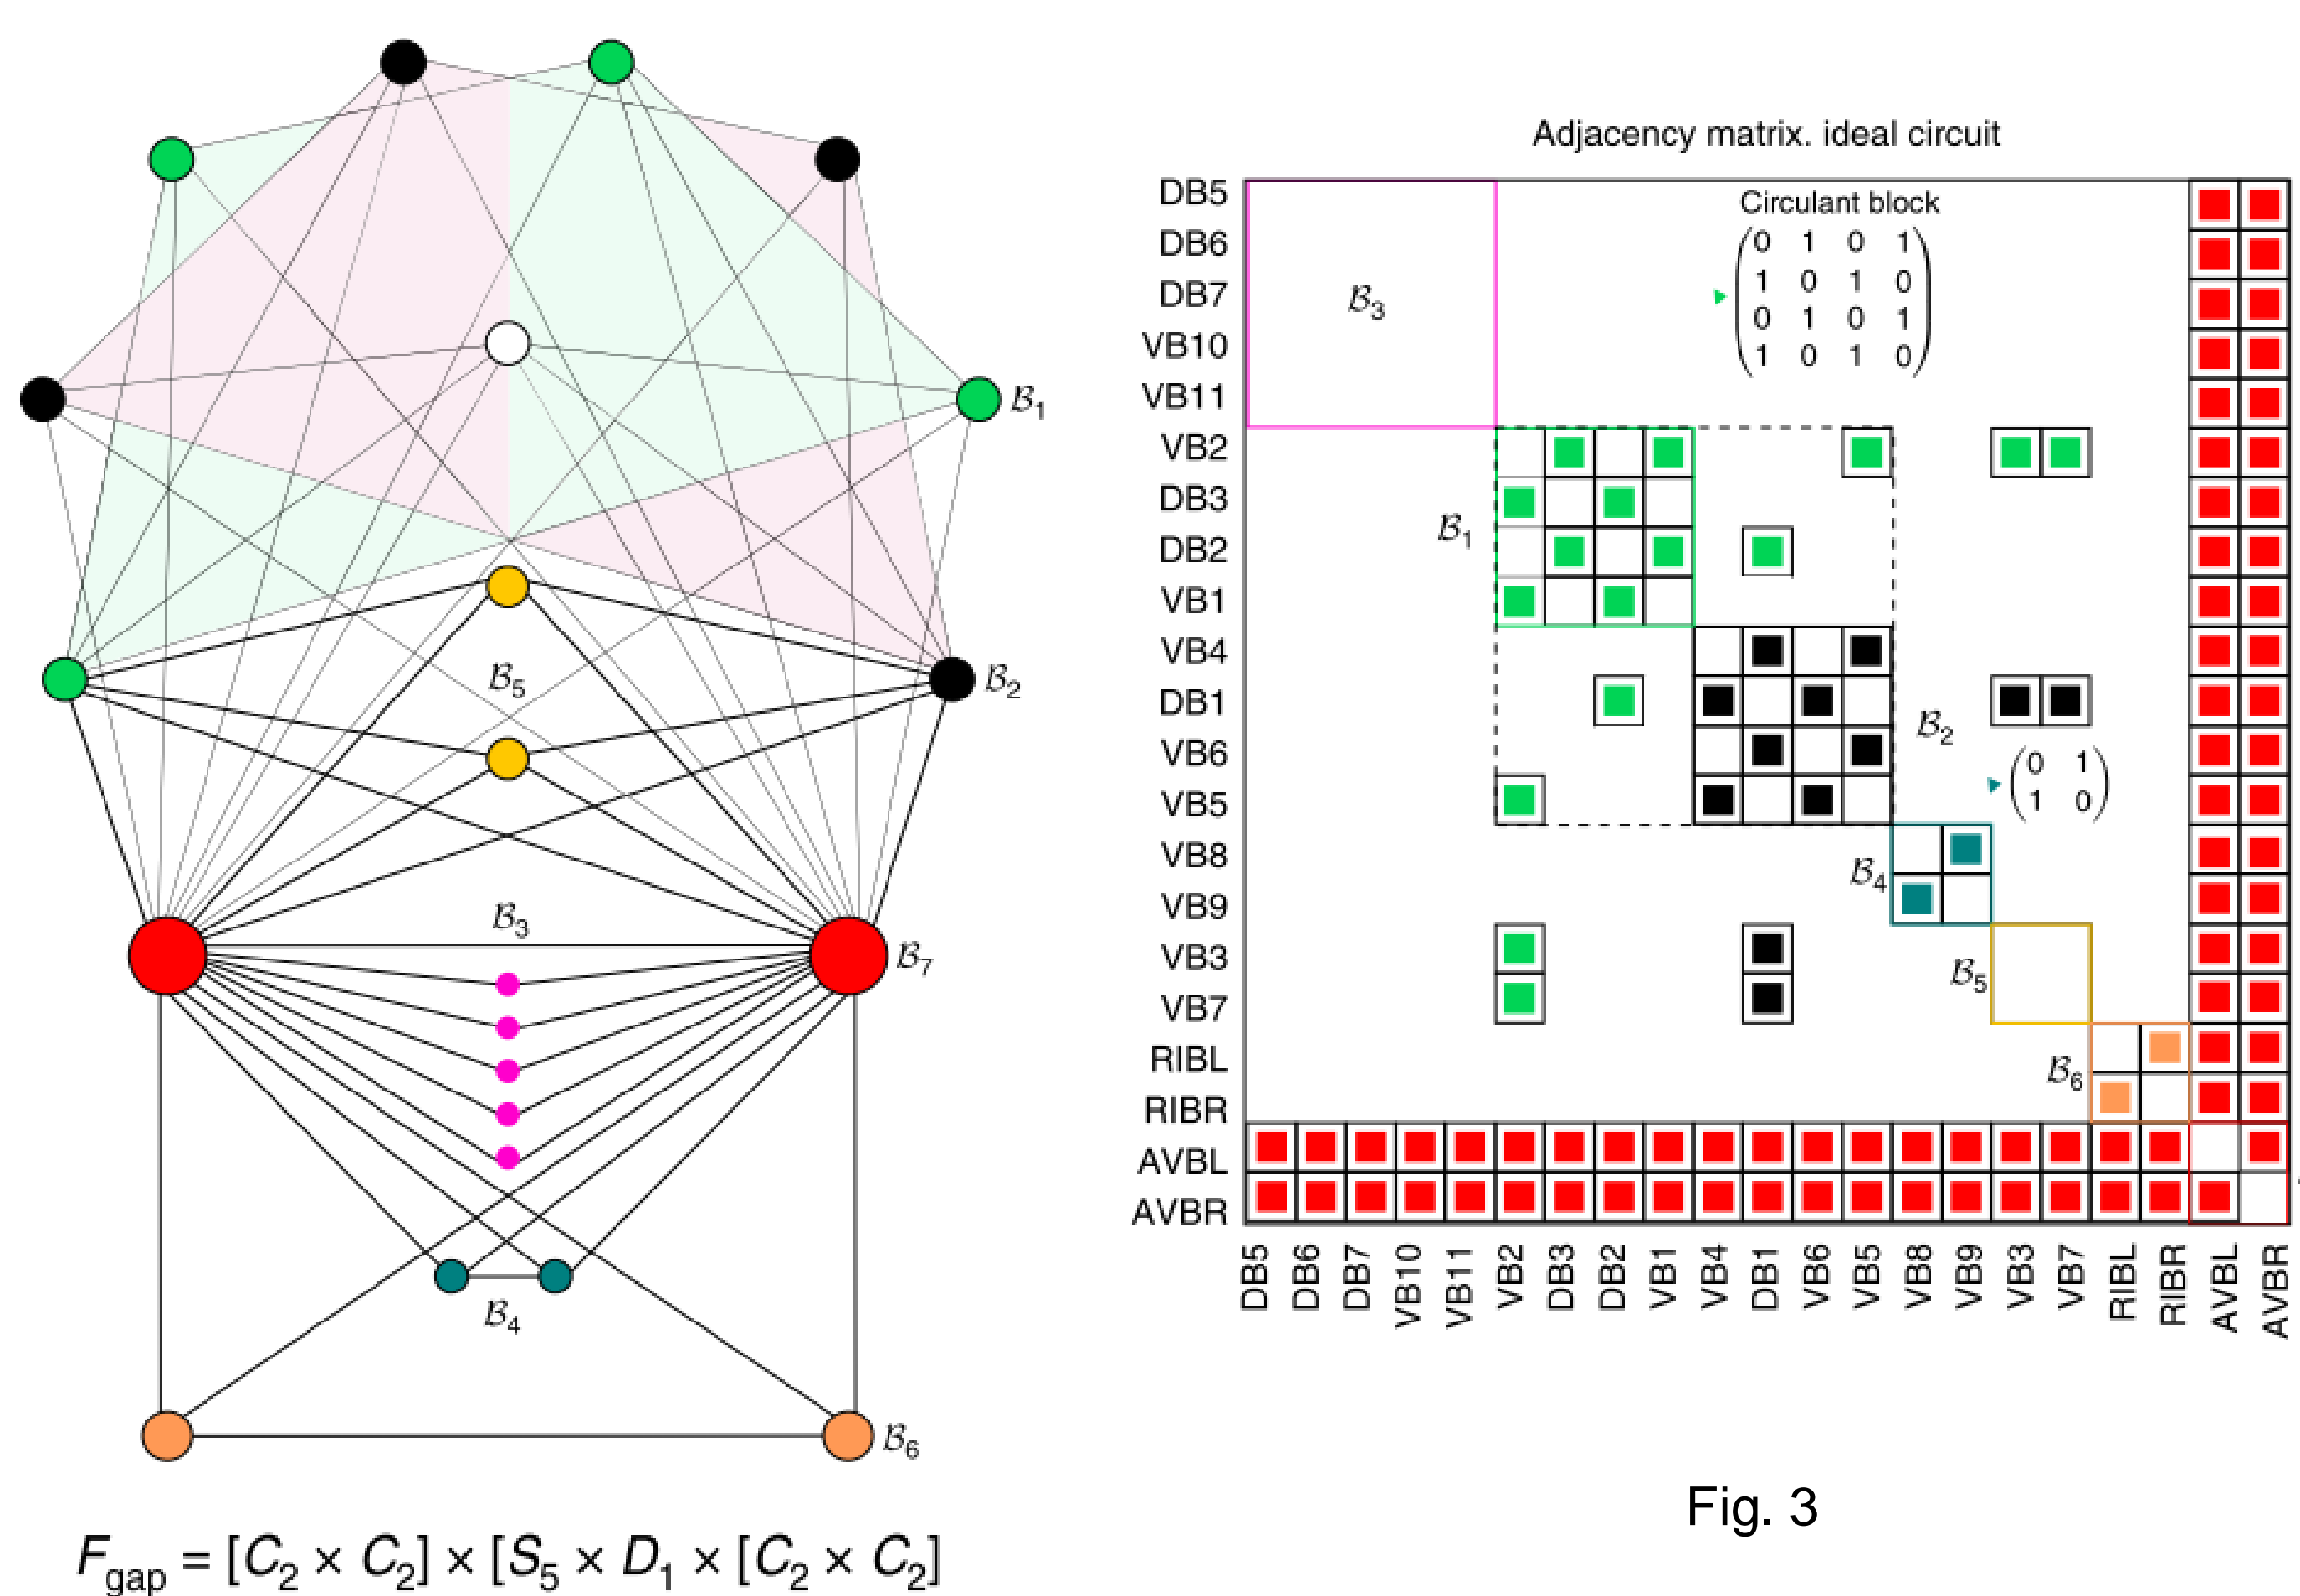 B1
B5
B2
B3
B7
B4
B6
Fgap = [C2 × C2] × [S5 × D1 × [C2 × C2]
Adjacency matrix. ideal circuit
DB5
DB6
DB7
VB10
VB11
VB2
DB3
DB2
VB1
VB4
DB1
VB6
VB5
VB8
VB9
VB3
VB7
RIBL
RIBR
AVBL
AVBR
Circulant block
0 1 0 1
1 0 1 0
0 1 0 1
1 0 1 0
B3
B1
B2
0 1
1 0
B4
B5
B6
DB5 DB6 DB7 VB10 VB11 VB2 DB3 DB2 VB1 VB4 DB1 VB6 VB5 VB8 VB9 VB3 VB7 RIBL RIBR AVBL AVBR
Fig. 3